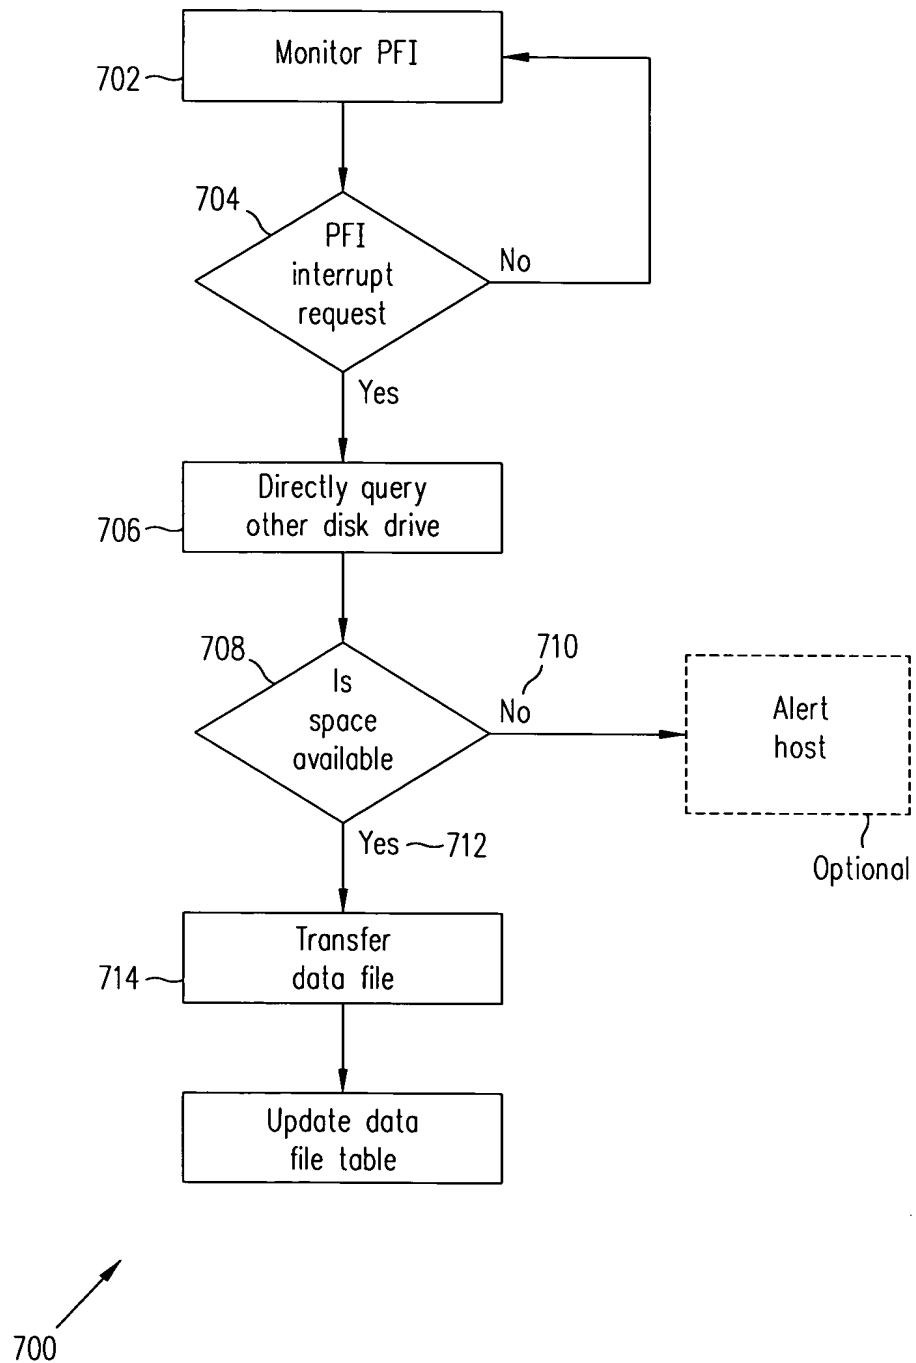 Monitor PFI
702
704
PFI
interrupt
request
No
Yes
Directly query
other disk drive
706
708
Is
space
available
710
No
Alert
host
Optional
Yes
712
Transfer
data file
714
Update data
file table
700